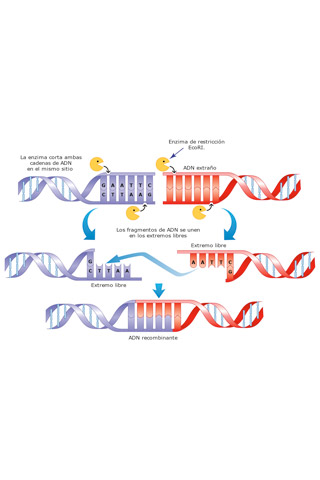 Enzima de restricción
EcoRI.
La enzima corta ambas
cadenas de ADN
en el mismo sitio
ADN extraño
G A A T T C
C T T A A G
Los fragmentos de ADN se unen
en los extremos libres
Extremo libre
G
C T T A A
A A T T C
G
Extremo libre
ADN recombinante